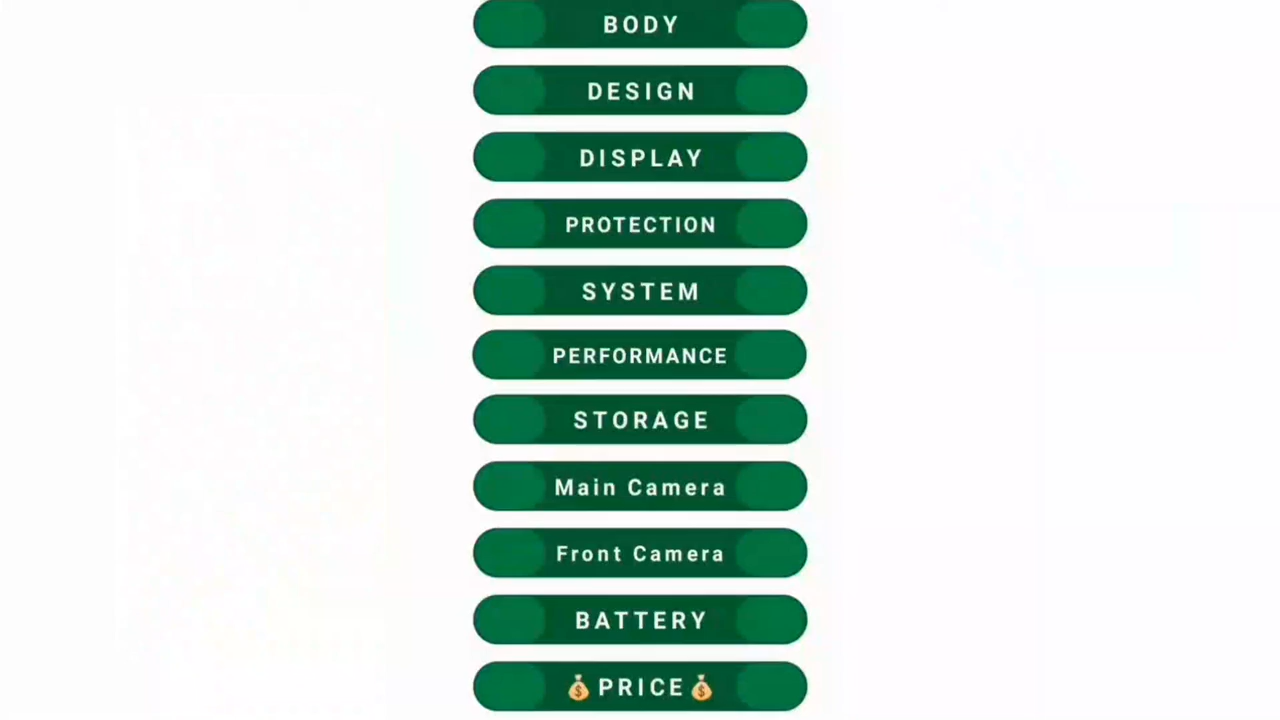 BODY
DESIGN
DISPLAY
PROTECTION
SYSTEM
PERFORMANCE
STORAGE
Main Camera
Front Camera
BATTERY
💰PRICE💰